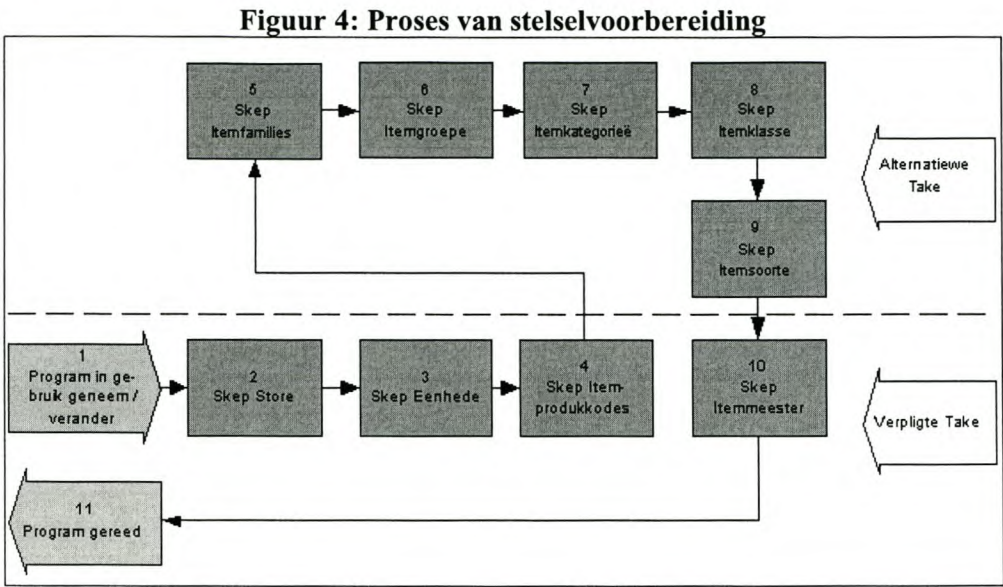 Figuur 4: Proses van stelselvoorbereiding
5
Skep
Itemfamilies
6
Skep
Itemgroepe
7
Skep
Itemkategorieë
8
Skep
Itemklasse
Alternatiewe
Take
9
Skep
Itemsoorte
1
Program in ge-
bruik geneem /
verander
2
Skep Store
3
Skep Eenhede
4
Skep Item-
produkkodes
10
Skep
Itemmeester
Verpligte Take
11
Program gereed